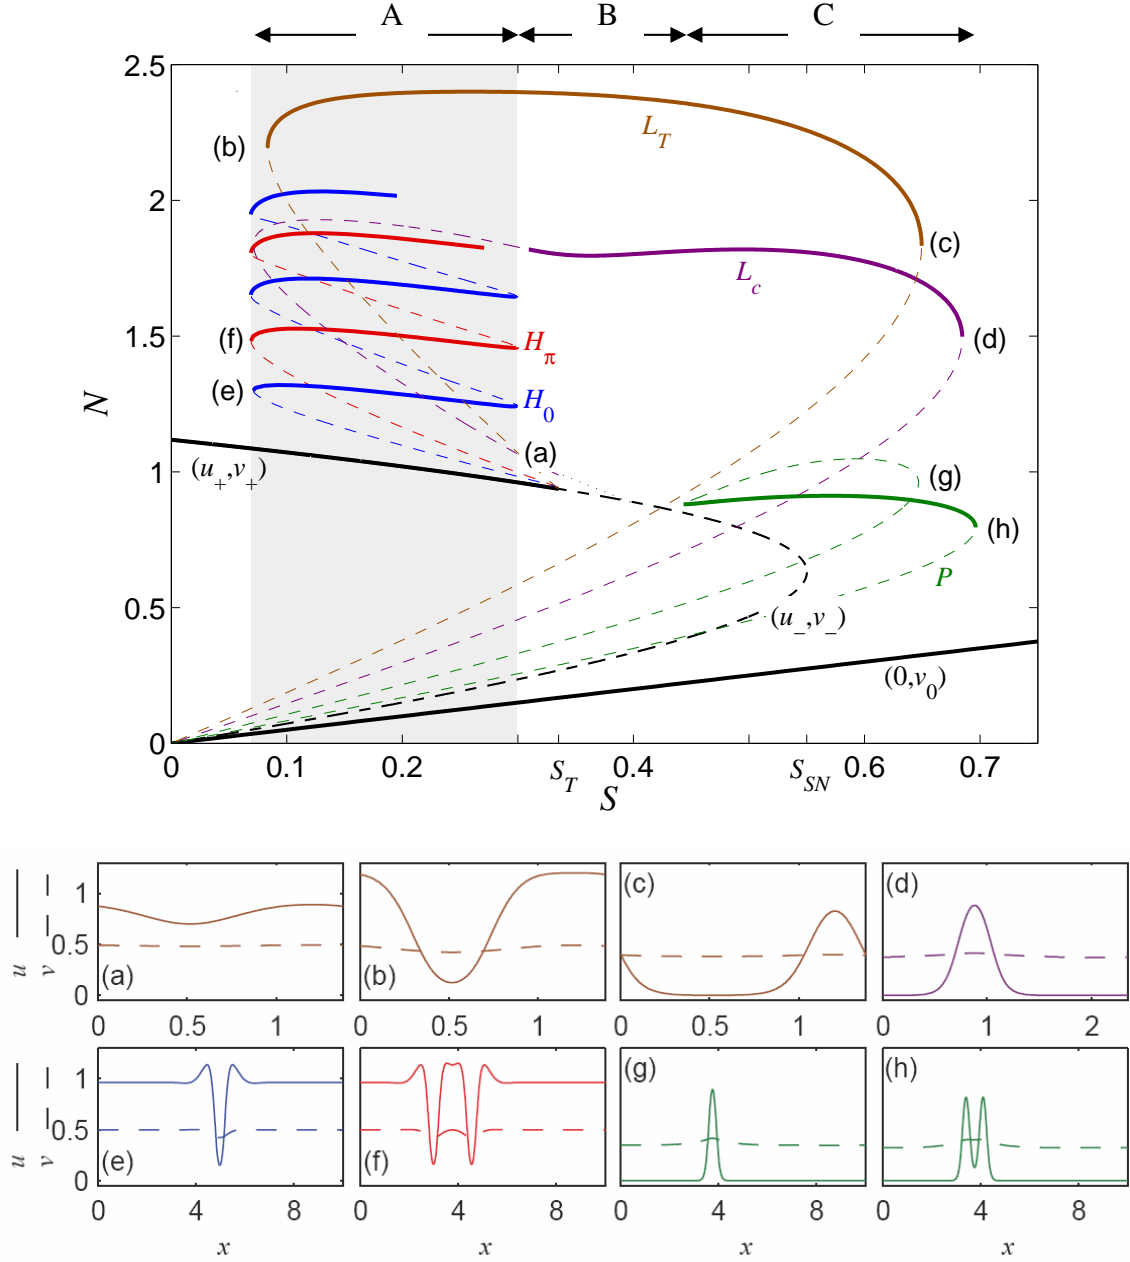 A B C
2.5
2
1.5
1
0.5
0
N
(b)
L_T
(c)
L_c
(d)
(f)
H_π
(e)
H_0
(a)
(u_+,v_+)
(g)
(h)
P
(u_−,v_−)
(0,v_0)
0 0.1 0.2 S_T 0.4 S_SN 0.6 0.7
S
u v
1
0.5
0
(a)
0 0.5 1
(b)
0 0.5 1
(c)
0 0.5 1
(d)
0 1 2
u v
1
0.5
0
(e)
0 4 8
x
(f)
0 4 8
x
(g)
0 4 8
x
(h)
0 4 8
x